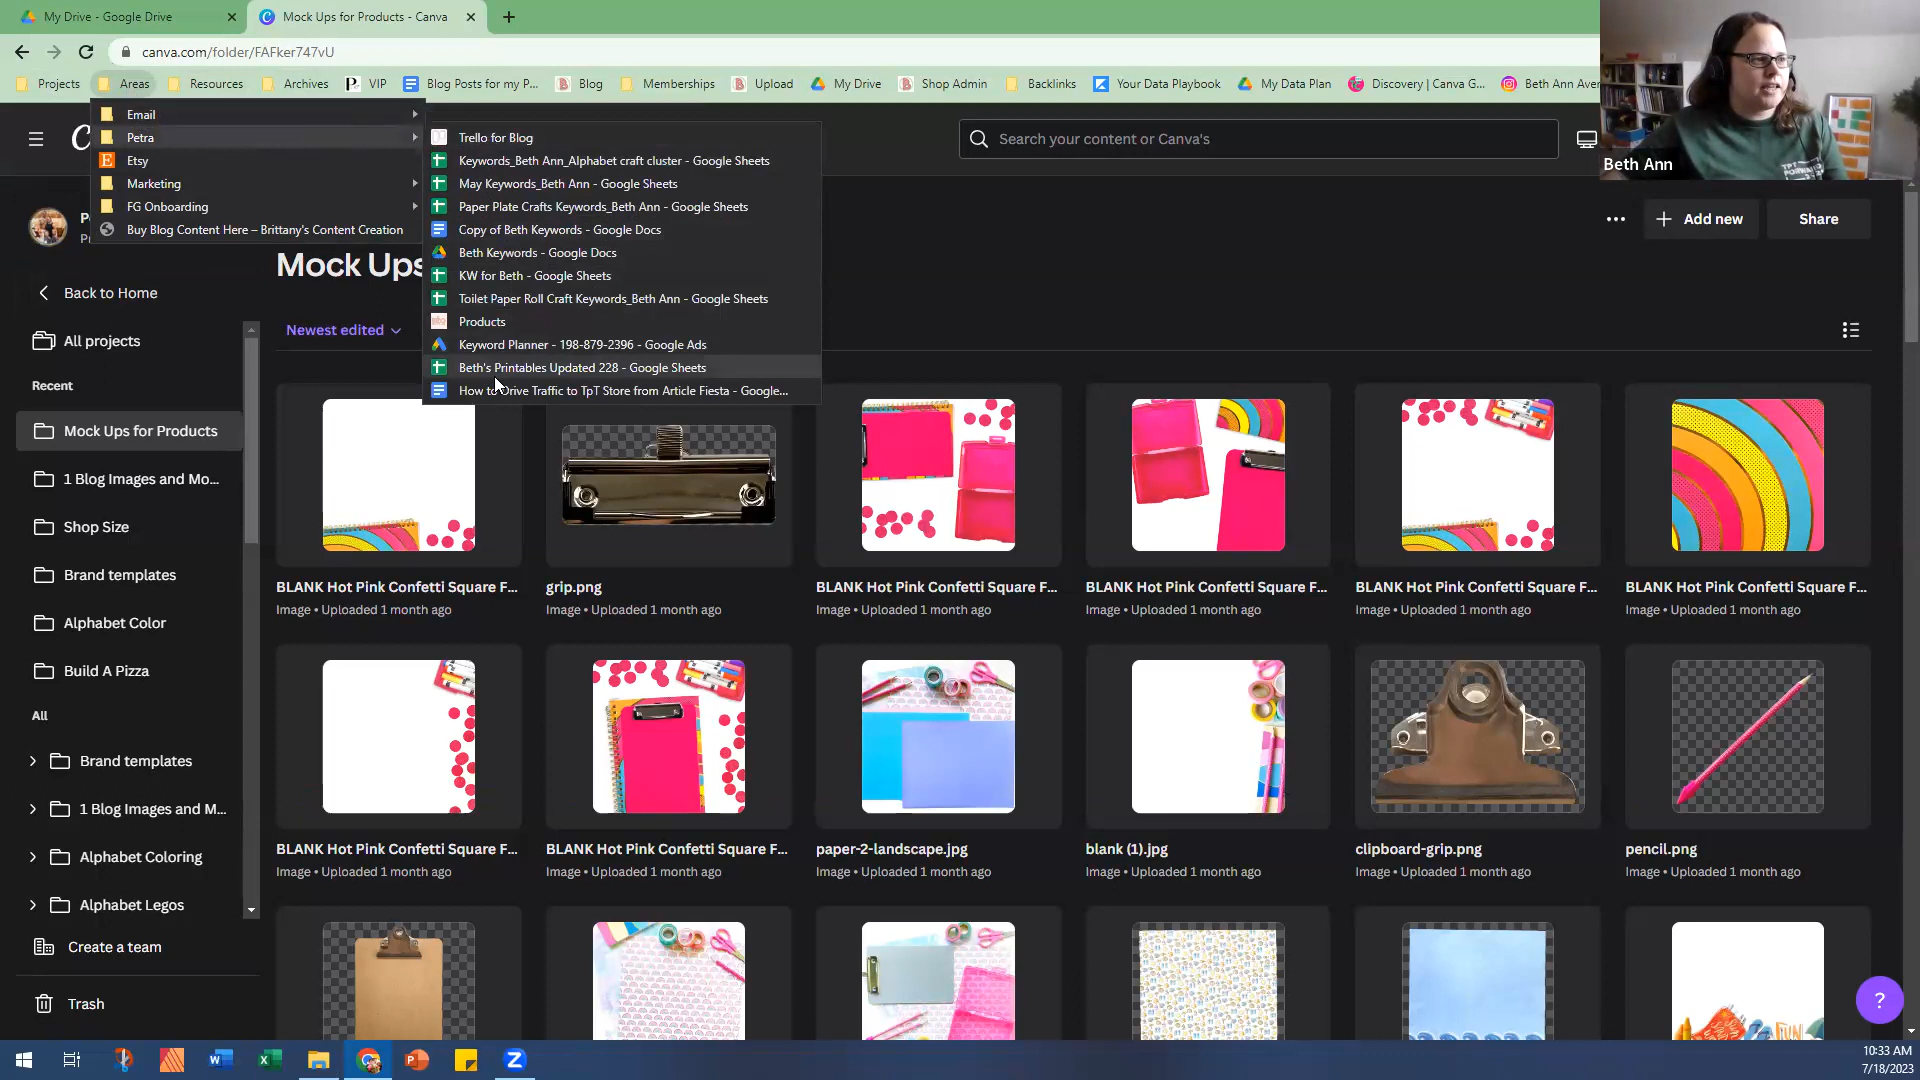 My Drive - Google Drive
Mock Ups for Products - Canva
canva.com/folder/FAFker747vU
Projects
Areas
Resources
Archives
VIP
Blog Posts for my P...
Blog
Memberships
Upload
My Drive
Shop Admin
Backlinks
Your Data Playbook
My Data Plan
Discovery | Canva G...
Beth Ann Aver
Email
Petra
Etsy
Marketing
FG Onboarding
Buy Blog Content Here – Brittany's Content Creation
Trello for Blog
Keywords_Beth Ann_Alphabet craft cluster - Google Sheets
May Keywords_Beth Ann - Google Sheets
Paper Plate Crafts Keywords_Beth Ann - Google Sheets
Copy of Beth Keywords - Google Docs
Beth Keywords - Google Docs
KW for Beth - Google Sheets
Toilet Paper Roll Craft Keywords_Beth Ann - Google Sheets
Products
Keyword Planner - 198-879-2396 - Google Ads
Beth's Printables Updated 228 - Google Sheets
How to Drive Traffic to TpT Store from Article Fiesta - Google...
Search your content or Canva's
Beth Ann
Add new
Share
Mock Ups
Newest edited
Back to Home
All projects
Recent
Mock Ups for Products
1 Blog Images and Mo...
Shop Size
Brand templates
Alphabet Color
Build A Pizza
All
Brand templates
1 Blog Images and M...
Alphabet Coloring
Alphabet Legos
Create a team
Trash
BLANK Hot Pink Confetti Square F...
Image • Uploaded 1 month ago
grip.png
Image • Uploaded 1 month ago
BLANK Hot Pink Confetti Square F...
Image • Uploaded 1 month ago
BLANK Hot Pink Confetti Square F...
Image • Uploaded 1 month ago
BLANK Hot Pink Confetti Square F...
Image • Uploaded 1 month ago
BLANK Hot Pink Confetti Square F...
Image • Uploaded 1 month ago
BLANK Hot Pink Confetti Square F...
Image • Uploaded 1 month ago
BLANK Hot Pink Confetti Square F...
Image • Uploaded 1 month ago
paper-2-landscape.jpg
Image • Uploaded 1 month ago
blank (1).jpg
Image • Uploaded 1 month ago
clipboard-grip.png
Image • Uploaded 1 month ago
pencil.png
Image • Uploaded 1 month ago
FUN
?
10:33 AM
7/18/2023